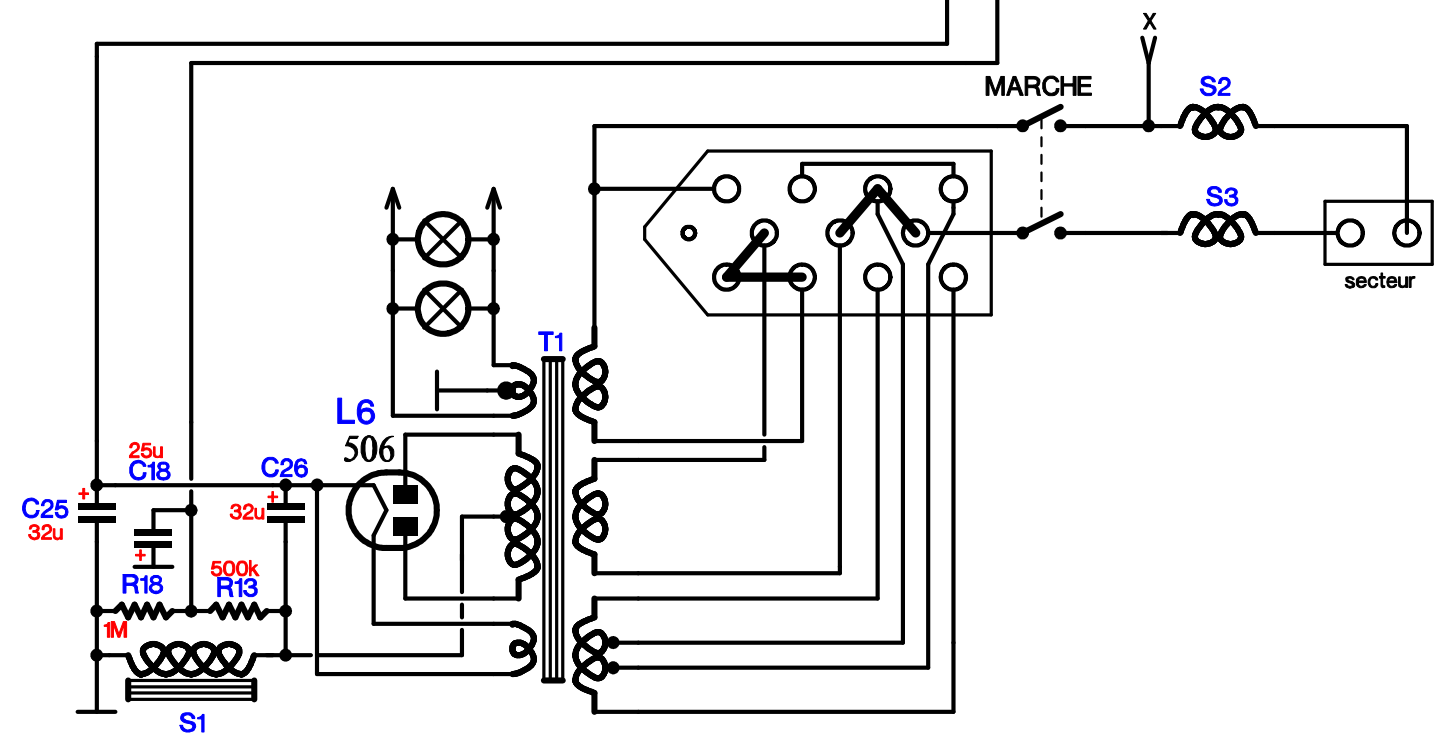 X
MARCHE
S2
S3
secteur
T1
L6
506
25u
C18
C26
+
+
C25
32u
32u
+
500k
R18
R13
1M
S1